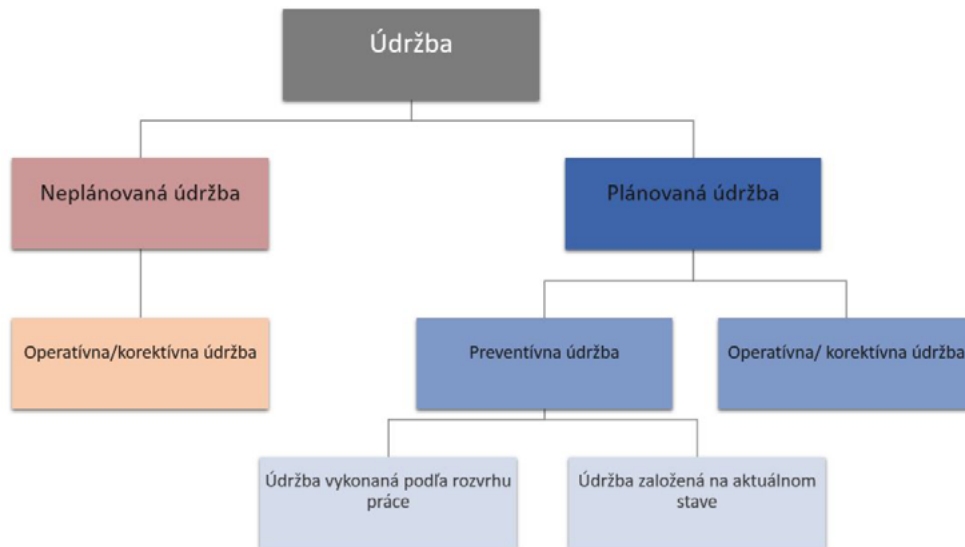 Údržba
Neplánovaná údržba
Plánovaná údržba
Operatívna/korektívna údržba
Preventívna údržba
Operatívna/ korektívna údržba
Údržba vykonaná podľa rozvrhu
práce
Údržba založená na aktuálnom
stave